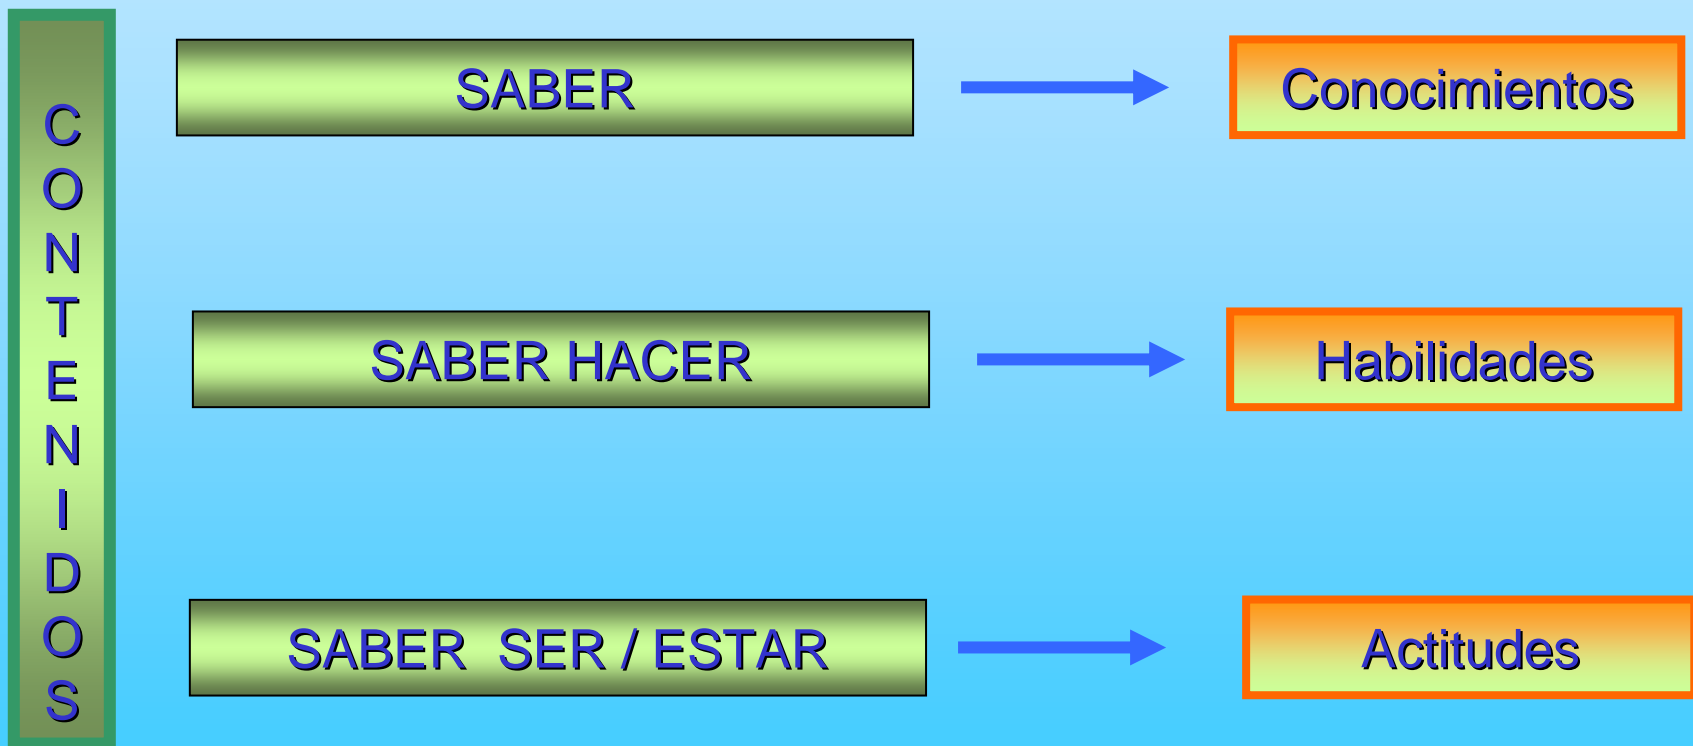 CONTENIDOS
SABER
Conocimientos
SABER HACER
Habilidades
SABER SER / ESTAR
Actitudes